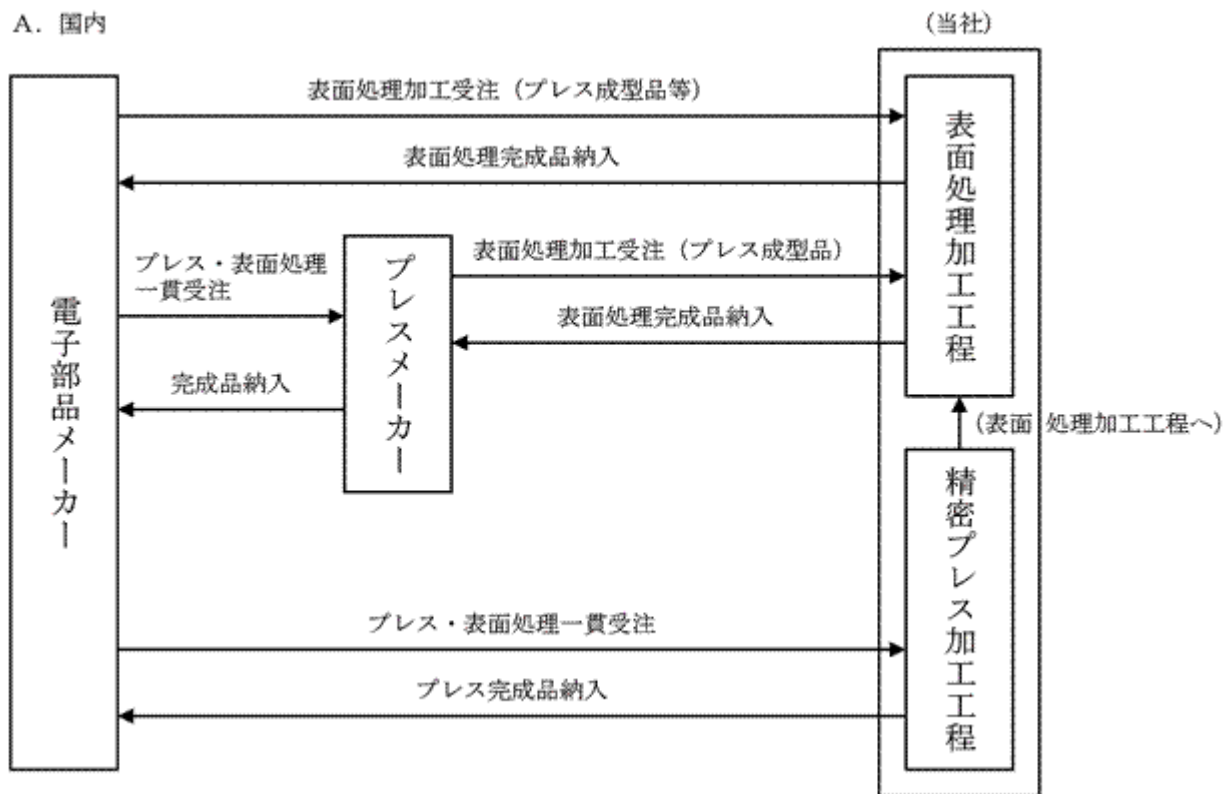 A. 国内
(当社)
表面処理加工受注（プレス成型品等）
表面処理完成品納入
プレス・表面処理
一貫受注
表面処理加工受注（プレス成型品）
表面処理完成品納入
完成品納入
電子部品メーカー
プレスメーカー
表面処理加工工程
(表面 処理加工工程へ)
プレス・表面処理一貫受注
プレス完成品納入
精密プレス加工工程